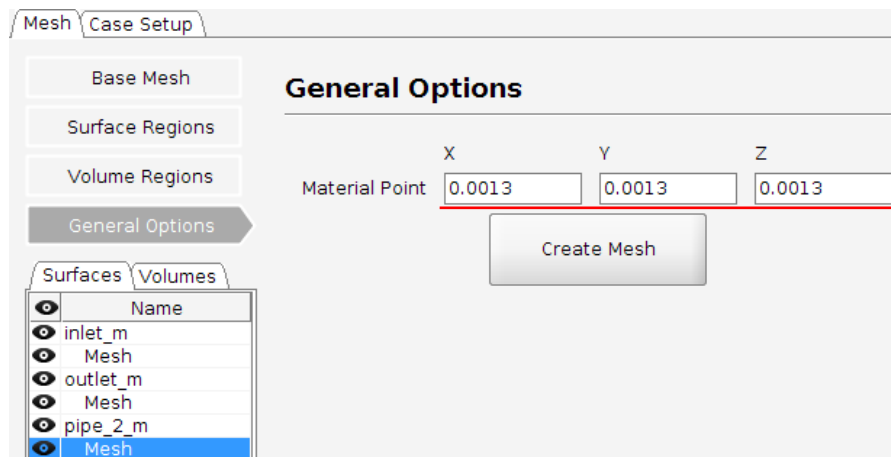 Mesh Case Setup
Base Mesh
General Options
Surface Regions
X Y Z
Volume Regions
Material Point 0.0013 0.0013 0.0013
General Options
Create Mesh
Surfaces Volumes
Name
inlet_m
Mesh
outlet_m
Mesh
pipe_2_m
Mesh